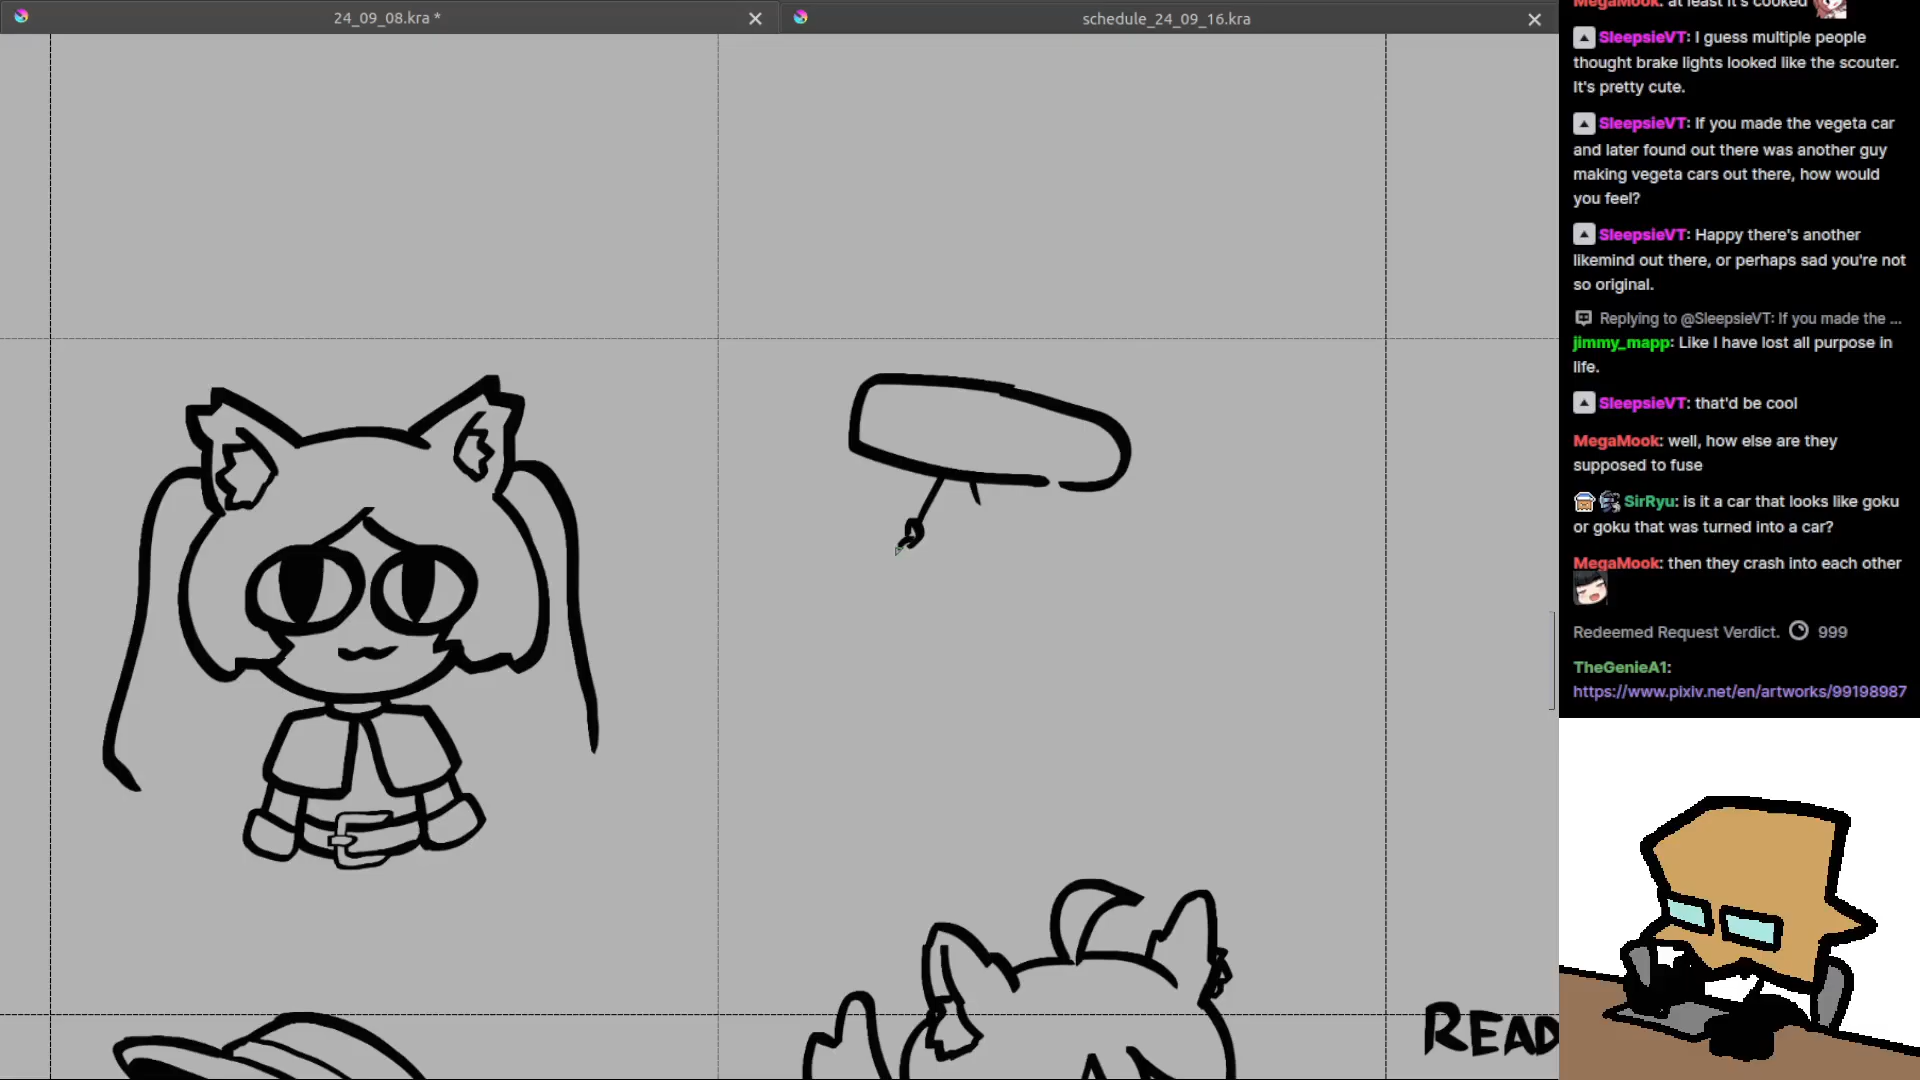 24_09_08.kra *
schedule_24_09_16.kra
MegaMook: at least it's cooked
SleepsieVT: I guess multiple people
thought brake lights looked like the scouter.
It's pretty cute.
SleepsieVT: If you made the vegeta car
and later found out there was another guy
making vegeta cars out there, how would
you feel?
SleepsieVT: Happy there's another
likemind out there, or perhaps sad you're not
so original.
Replying to @SleepsieVT: If you made the ...
jimmy_mapp: Like I have lost all purpose in
life.
SleepsieVT: that'd be cool
MegaMook: well, how else are they
supposed to fuse
SirRyu: is it a car that looks like goku
or goku that was turned into a car?
MegaMook: then they crash into each other
Redeemed Request Verdict. 999
TheGenieA1:
https://www.pixiv.net/en/artworks/99198987
READ